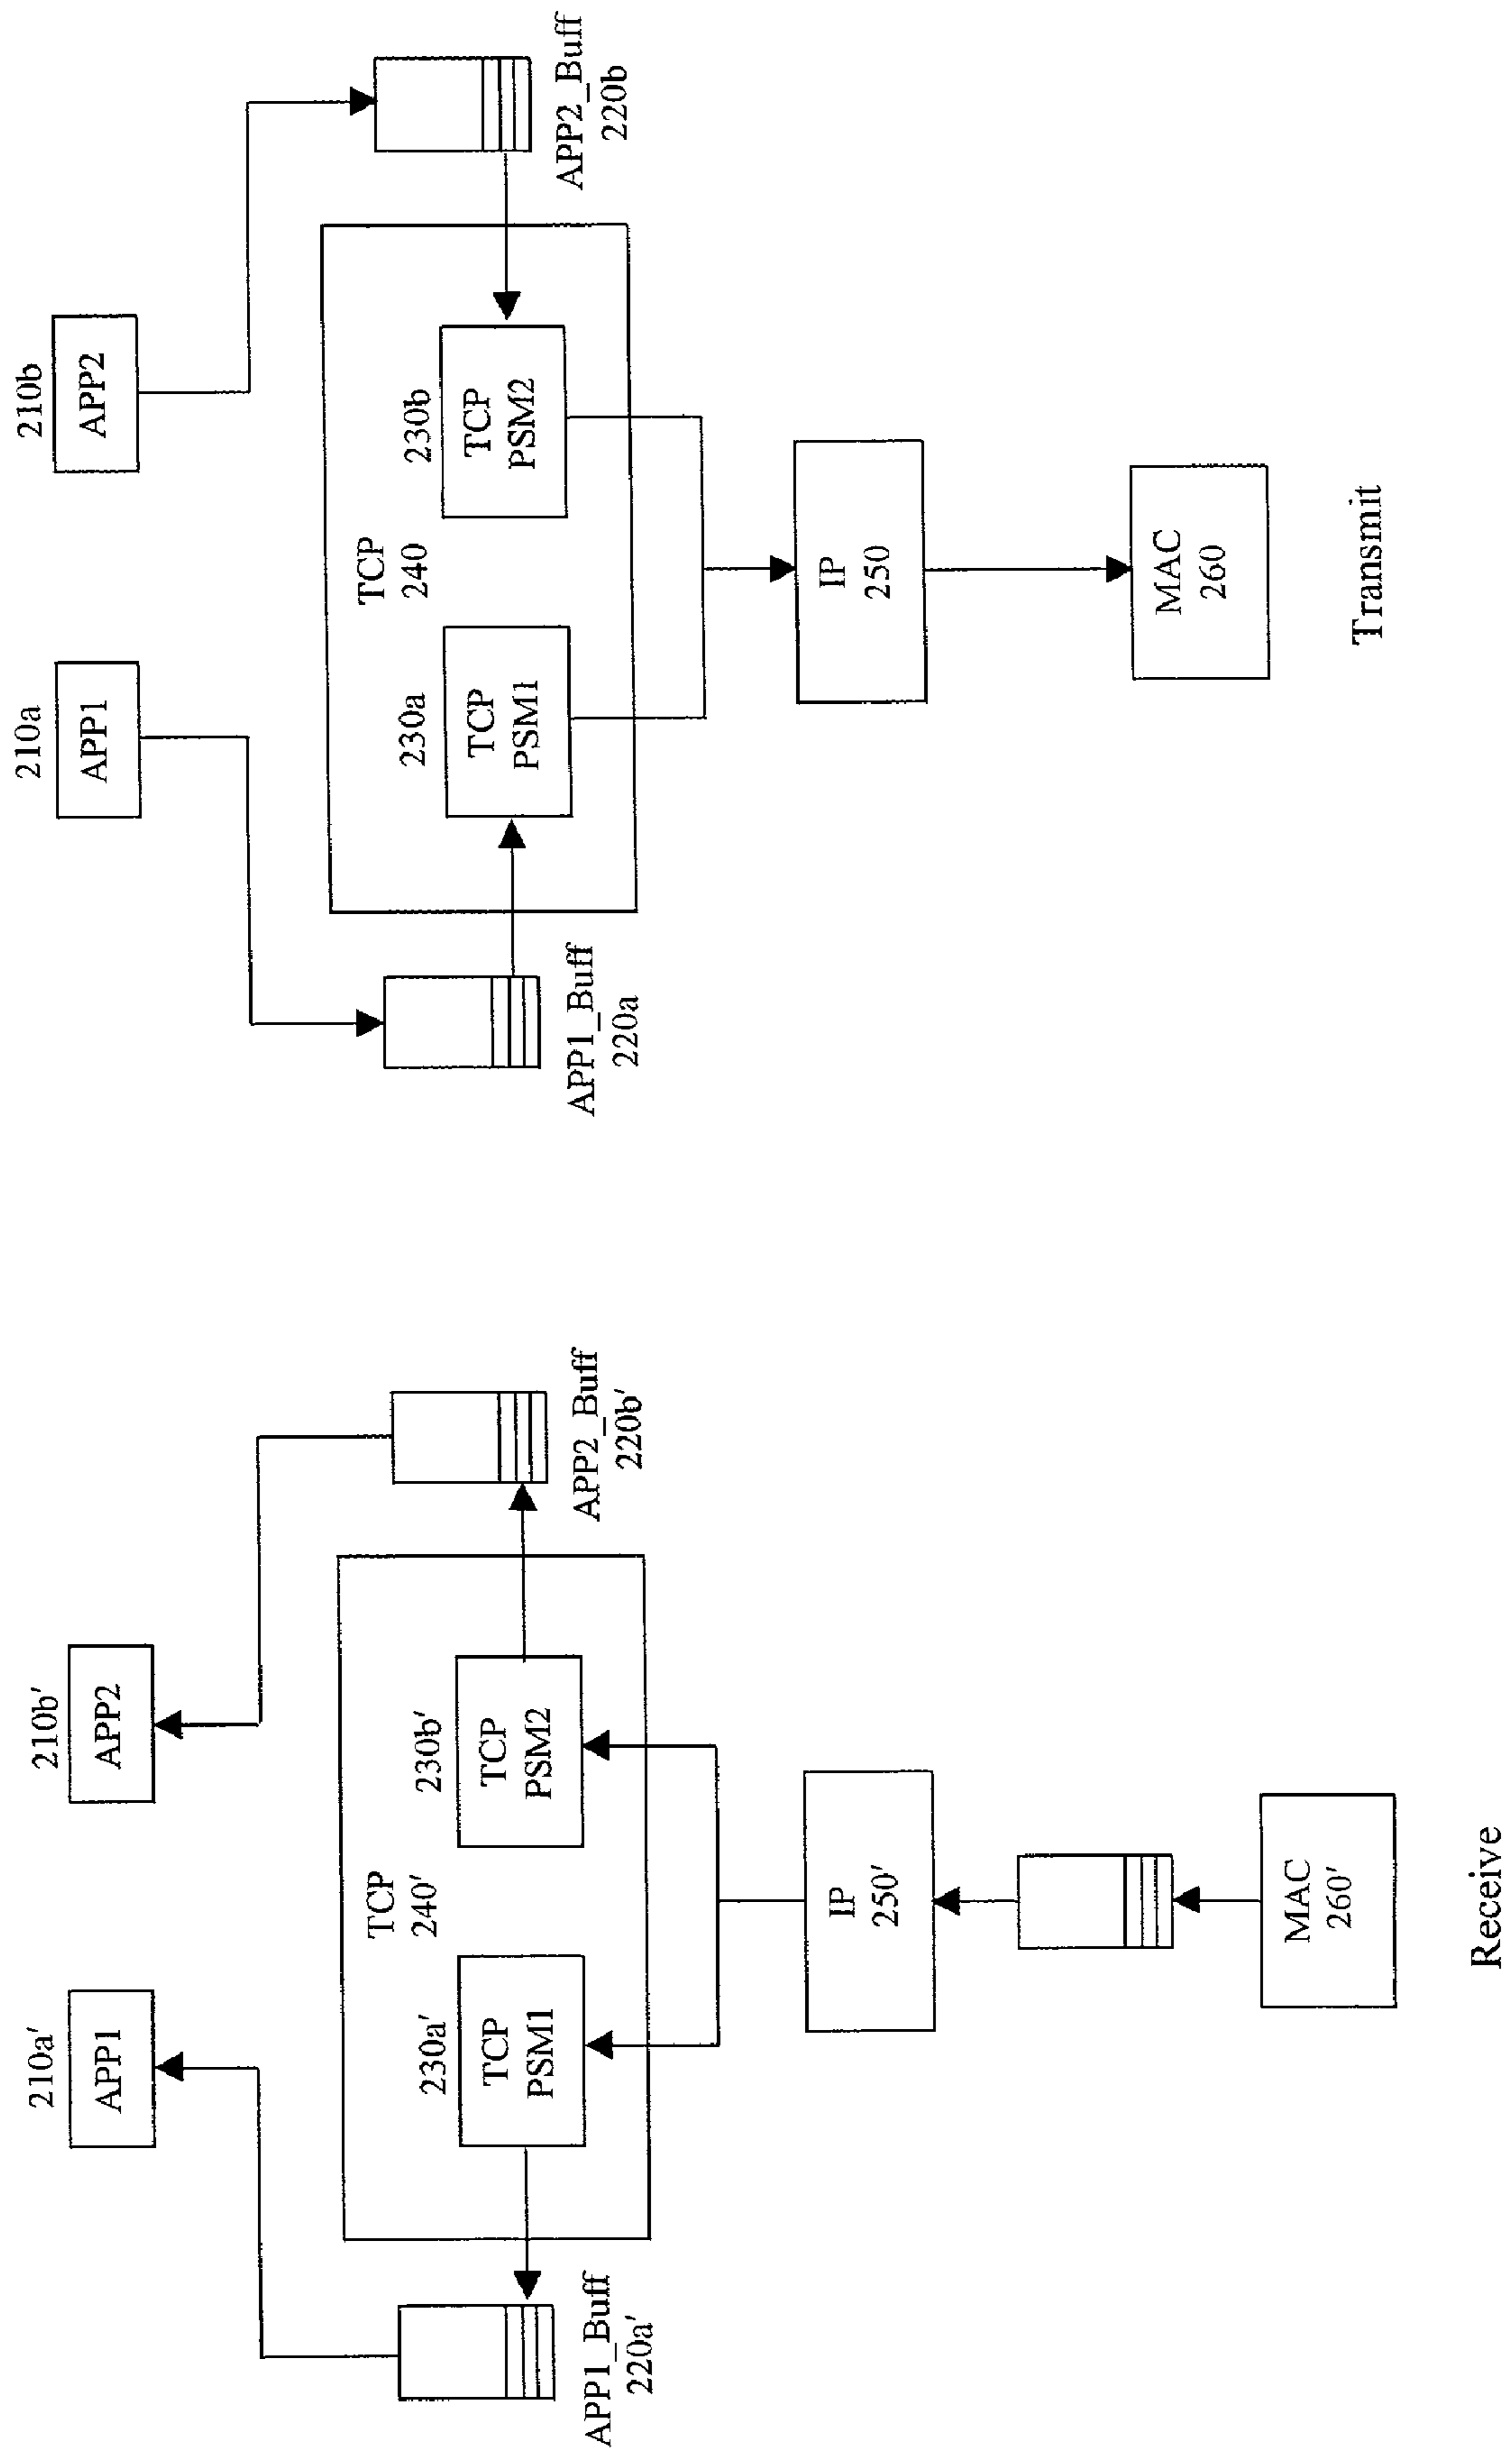 210a'
APP1
210b'
APP2
TCP
240'
230a'
TCP
PSM1
230b'
TCP
PSM2
APP1_Buff
220a'
APP2_Buff
220b'
IP
250'
MAC
260'
Receive
210a
APP1
210b
APP2
TCP
240
230a
TCP
PSM1
230b
TCP
PSM2
APP1_Buff
220a
APP2_Buff
220b
IP
250
MAC
260
Transmit